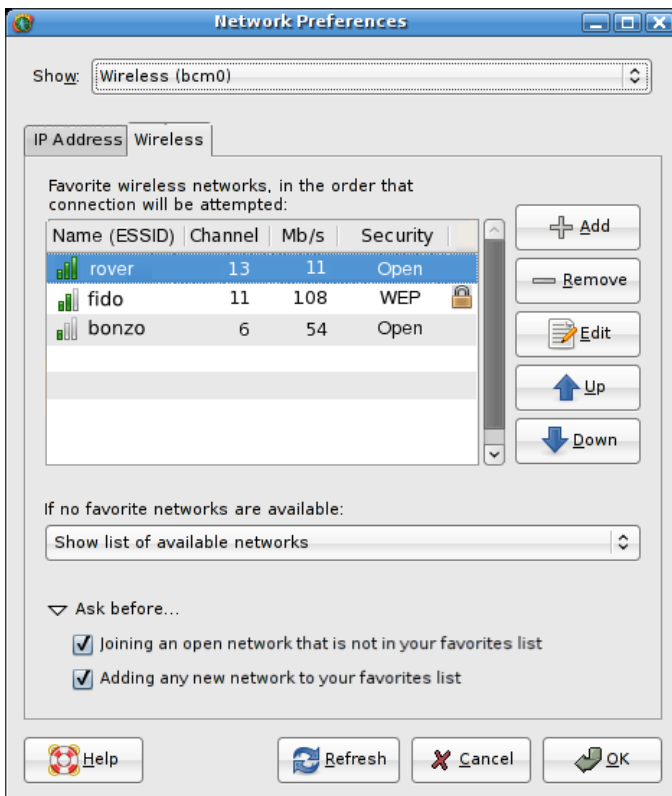 Network Preferences
Show: Wireless (bcm0)
IP Address Wireless
Favorite wireless networks, in the order that
connection will be attempted:
Name (ESSID) Channel Mb/s Security
rover 13 11 Open
fido 11 108 WEP
bonzo 6 54 Open
Add
Remove
Edit
Up
Down
If no favorite networks are available:
Show list of available networks
Ask before...
Joining an open network that is not in your favorites list
Adding any new network to your favorites list
Help Refresh Cancel OK